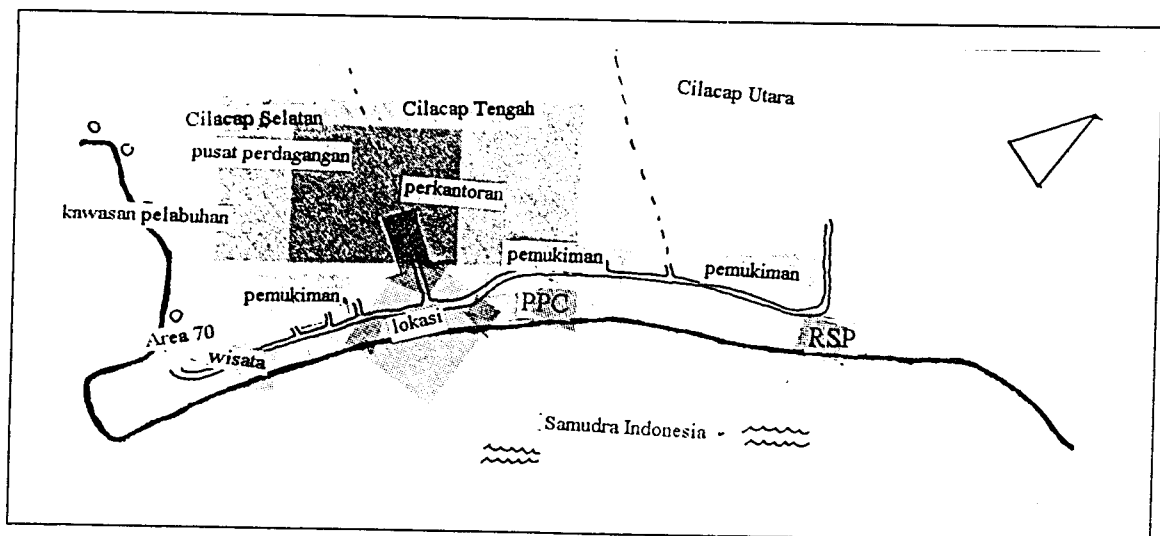 Cilacap Utara
Cilacap Selatan
Cilacap Tengah
pusat perdagangan
perkantoran
kawasan pelabuhan
pemukiman
pemukiman
pemukiman
PPC
lokasi
Area 70
wisata
RSP
Samudra Indonesia